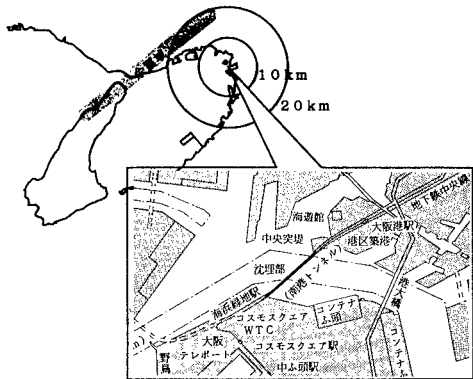 10km
20km
地下鉄中央線
海遊館
大阪港駅
中央突堤
港区築港
沈埋部
(南港トンネル)
海浜緑地駅
港大橋
コンテナ
ふ頭
コスモスクエア
WTC
大阪
テレポート
コスモスクエア駅
野鳥
中ふ頭駅
コンテナふ